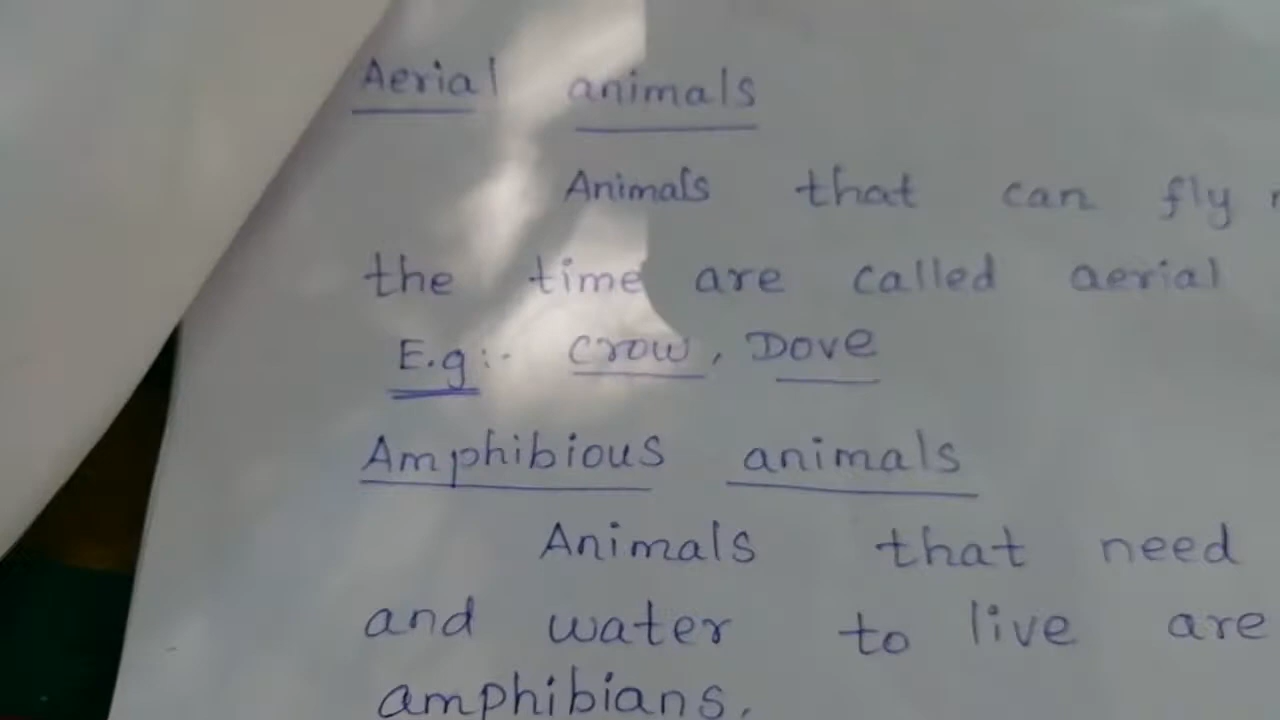 Aerial animals
Animals that can fly
the time are called aerial
E.g:- Crow, Dove
Amphibious animals
Animals that need
and water to live are
amphibians.